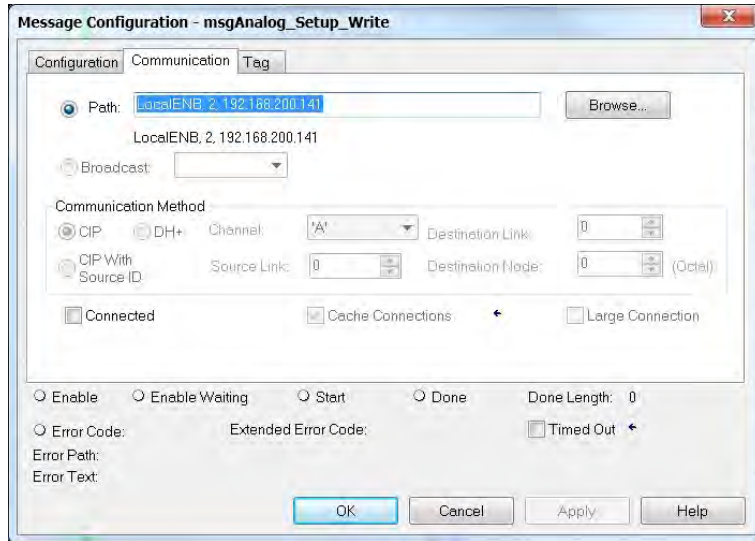 Message Configuration - msgAnalog_Setup_Write
Configuration Communication Tag
Path: LocalENB, 2, 192.168.200.141 Browse...
LocalENB, 2, 192.168.200.141
Broadcast:
Communication Method
CIP DH+ Channel: 'A' Destination Link: 0
CIP With Source ID Source Link: 0 Destination Node: 0 (Octal)
Connected Cache Connections Large Connection
Enable Enable Waiting Start Done Done Length: 0
Error Code: Extended Error Code: Timed Out
Error Path:
Error Text:
OK Cancel Apply Help